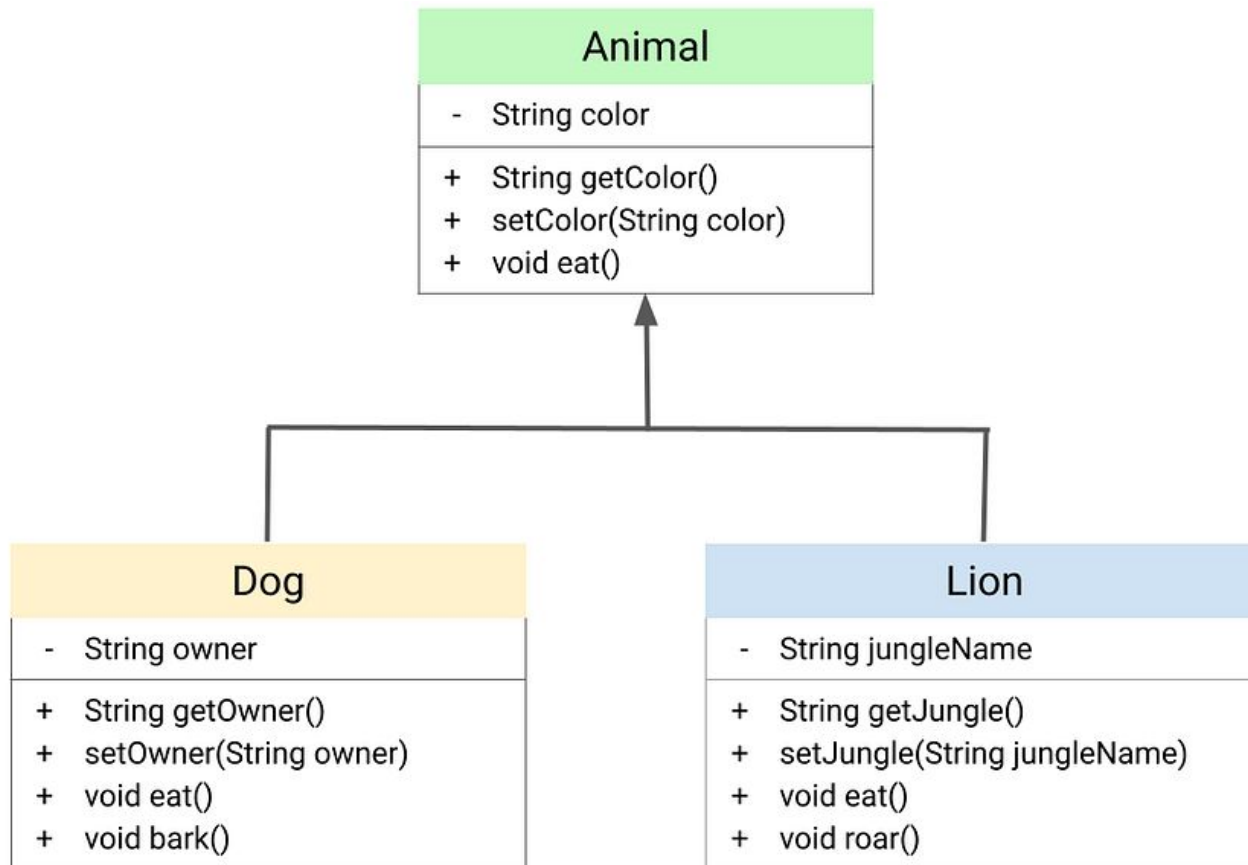 Animal
- String color
+ String getColor()
+ setColor(String color)
+ void eat()
Dog
- String owner
+ String getOwner()
+ setOwner(String owner)
+ void eat()
+ void bark()
Lion
- String jungleName
+ String getJungle()
+ setJungle(String jungleName)
+ void eat()
+ void roar()